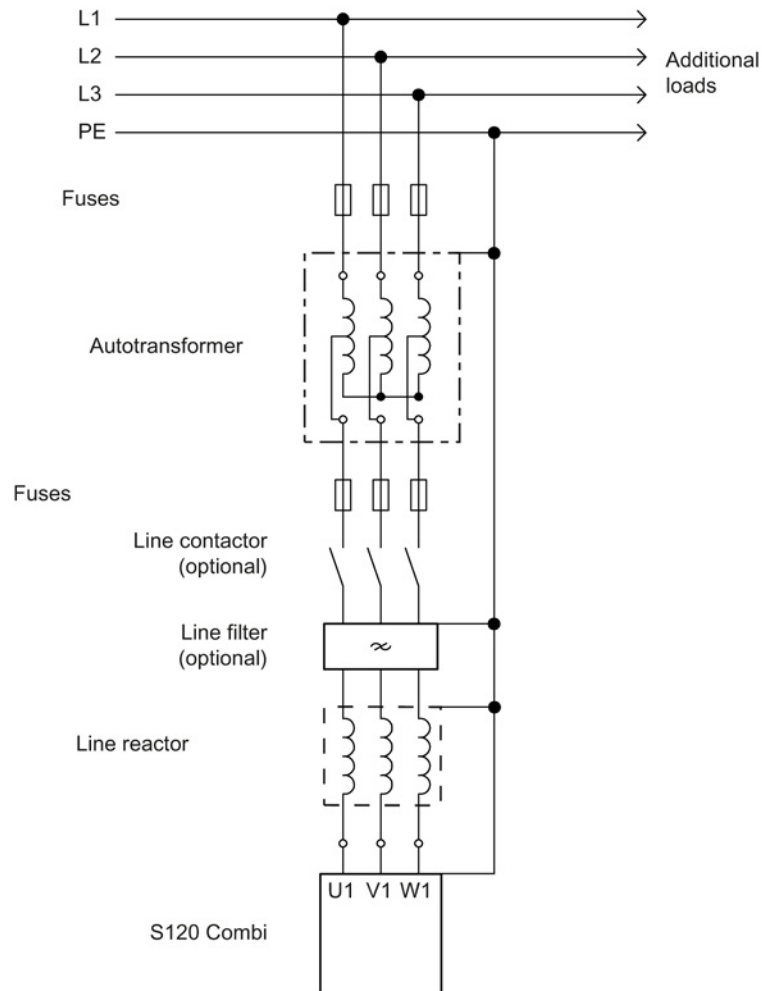 L1
L2
L3
PE
Additional
loads
Fuses
Autotransformer
Fuses
Line contactor
(optional)
Line filter
(optional)
Line reactor
U1 V1 W1
S120 Combi